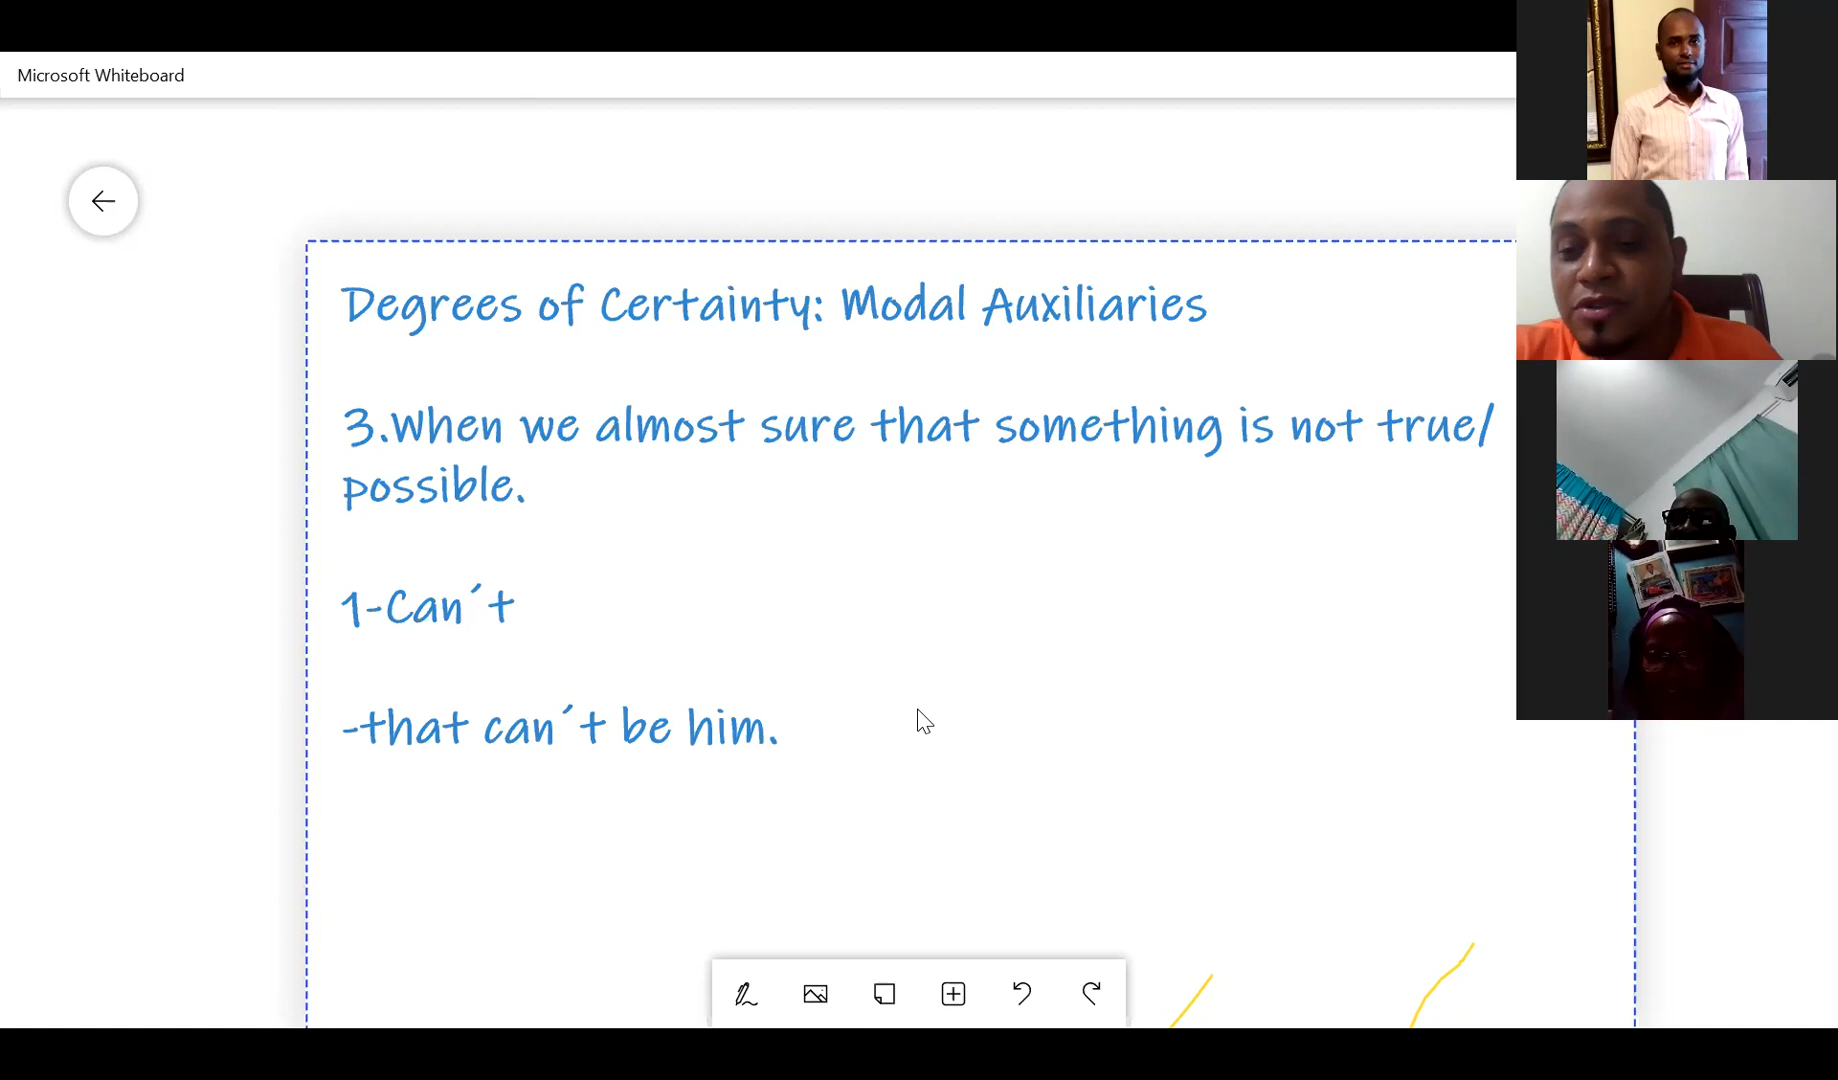 Microsoft Whiteboard
Degrees of Certainty: Modal Auxiliaries
3.When we almost sure that something is not true/
possible.
1-Can´t
-that can´t be him.